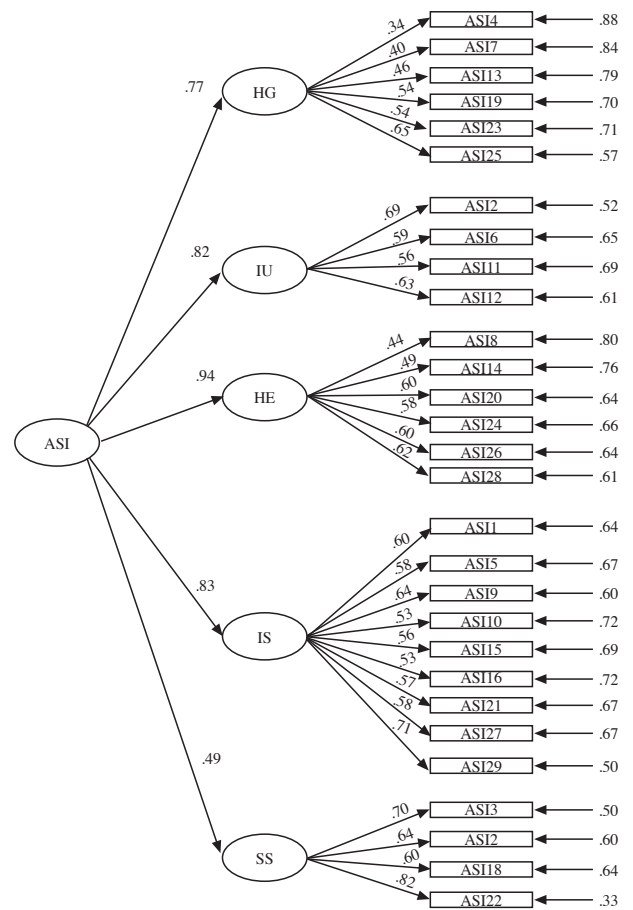 .34 ASI4 .88
.40 ASI7 .84
.46 ASI13 .79
.77 HG .54 ASI19 .70
.54 ASI23 .71
.65 ASI25 .57
.69 ASI2 .52
.59 ASI6 .65
.82 IU .56 ASI11 .69
.63 ASI12 .61
.44 ASI8 .80
.49 ASI14 .76
.94 HE .60 ASI20 .64
.58 ASI24 .66
ASI .60 ASI26 .64
.62 ASI28 .61
.60 ASI1 .64
.58 ASI5 .67
.64 ASI9 .60
.83 .53 ASI10 .72
IS .56 ASI15 .69
.53 ASI16 .72
.57 ASI21 .67
.58 ASI27 .67
.71 ASI29 .50
.49 .70 ASI3 .50
.64 ASI2 .60
SS .60 ASI18 .64
.82 ASI22 .33